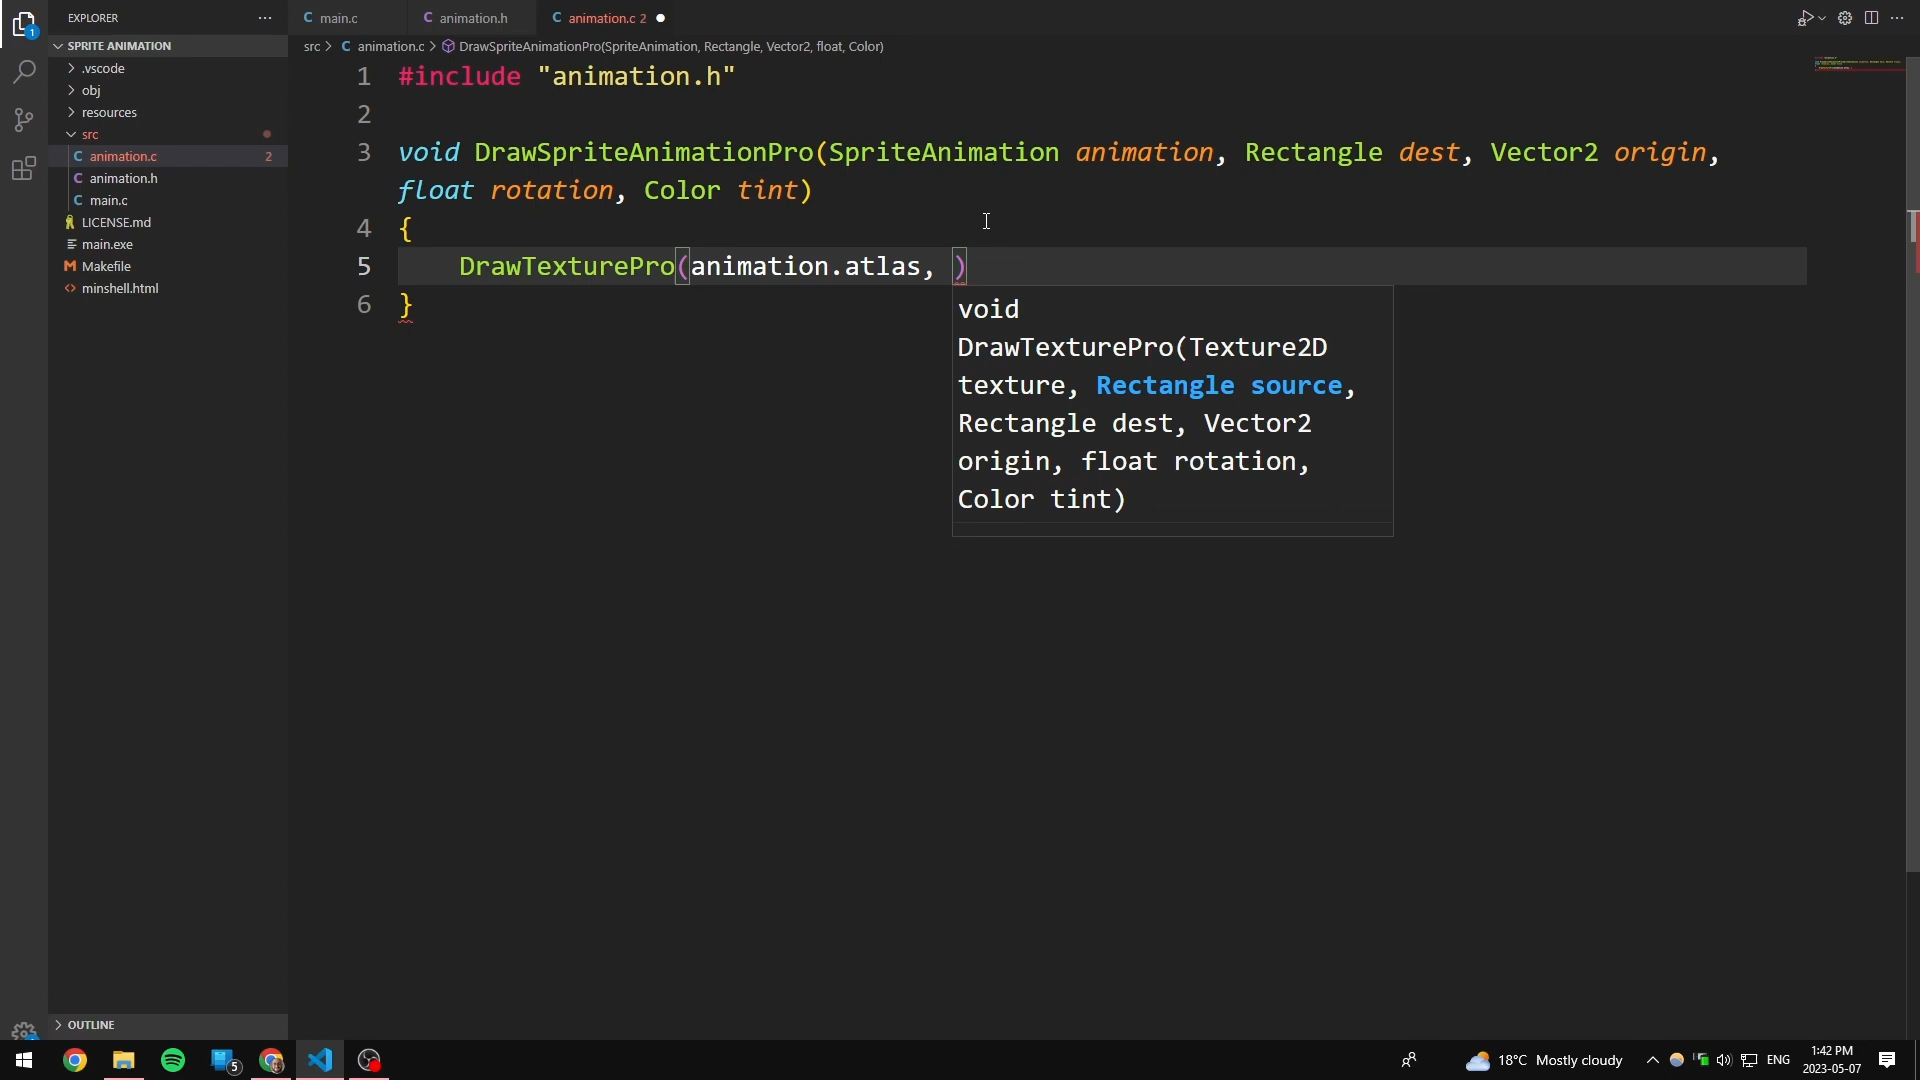 EXPLORER
SPRITE ANIMATION
.vscode
obj
resources
src
C animation.c 2
C animation.h
C main.c
LICENSE.md
main.exe
M Makefile
minshell.html
OUTLINE
C main.c
C animation.h
C animation.c 2
src > C animation.c > DrawSpriteAnimationPro(SpriteAnimation, Rectangle, Vector2, float, Color)
1 #include "animation.h"
2
3 void DrawSpriteAnimationPro(SpriteAnimation animation, Rectangle dest, Vector2 origin,
float rotation, Color tint)
4 {
5 DrawTexturePro(animation.atlas, )
6 }
void
DrawTexturePro(Texture2D
texture, Rectangle source,
Rectangle dest, Vector2
origin, float rotation,
Color tint)
1
5
18°C Mostly cloudy
ENG
1:42 PM
2023-05-07